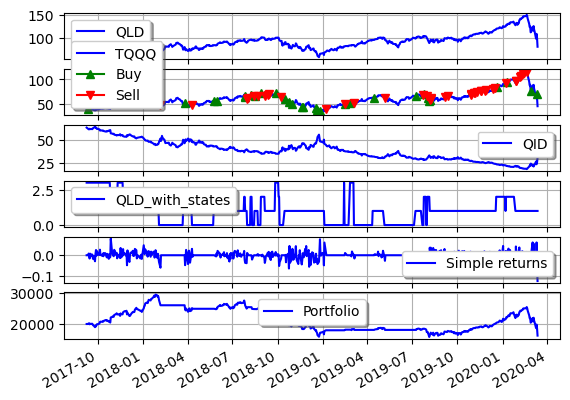 150
100
QLD
TQQQ
Buy
Sell
100
50
50
25
QID
2.5
0.0
QLD_with_states
0.0
−0.1
Simple returns
30000
20000
Portfolio
2017-10
2018-01
2018-04
2018-07
2018-10
2019-01
2019-04
2019-07
2019-10
2020-01
2020-04